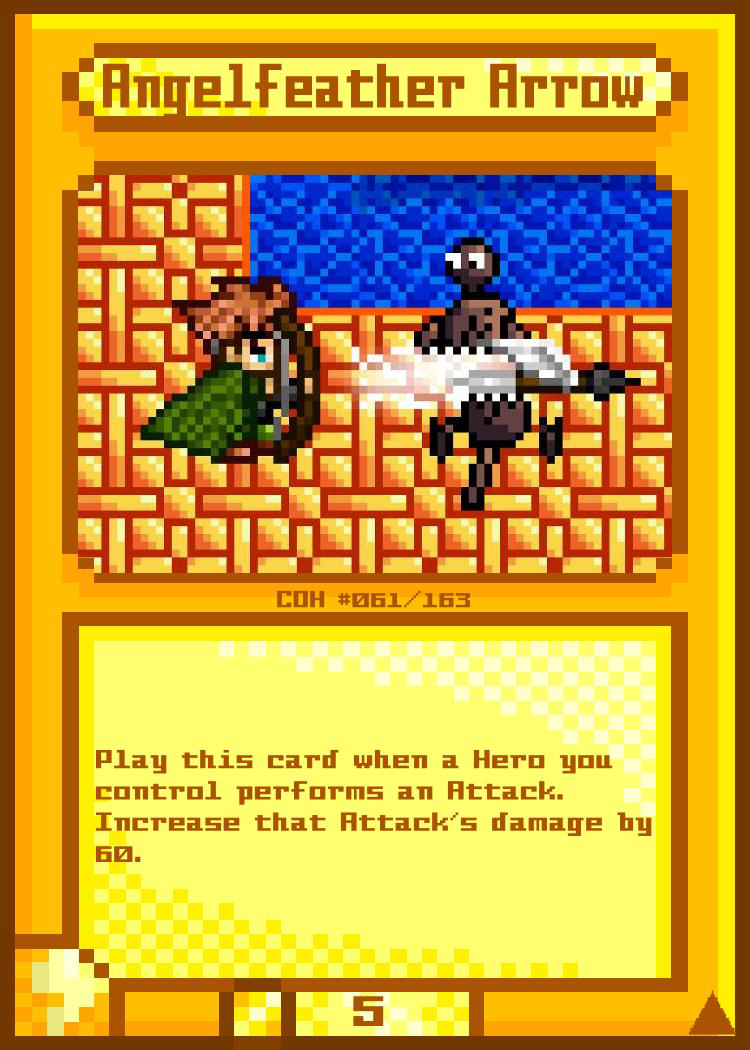 Angelfeather Arrow
COH #061/163
Play this card when a Hero you
control performs an Attack.
Increase that Attack's damage by
60.
5